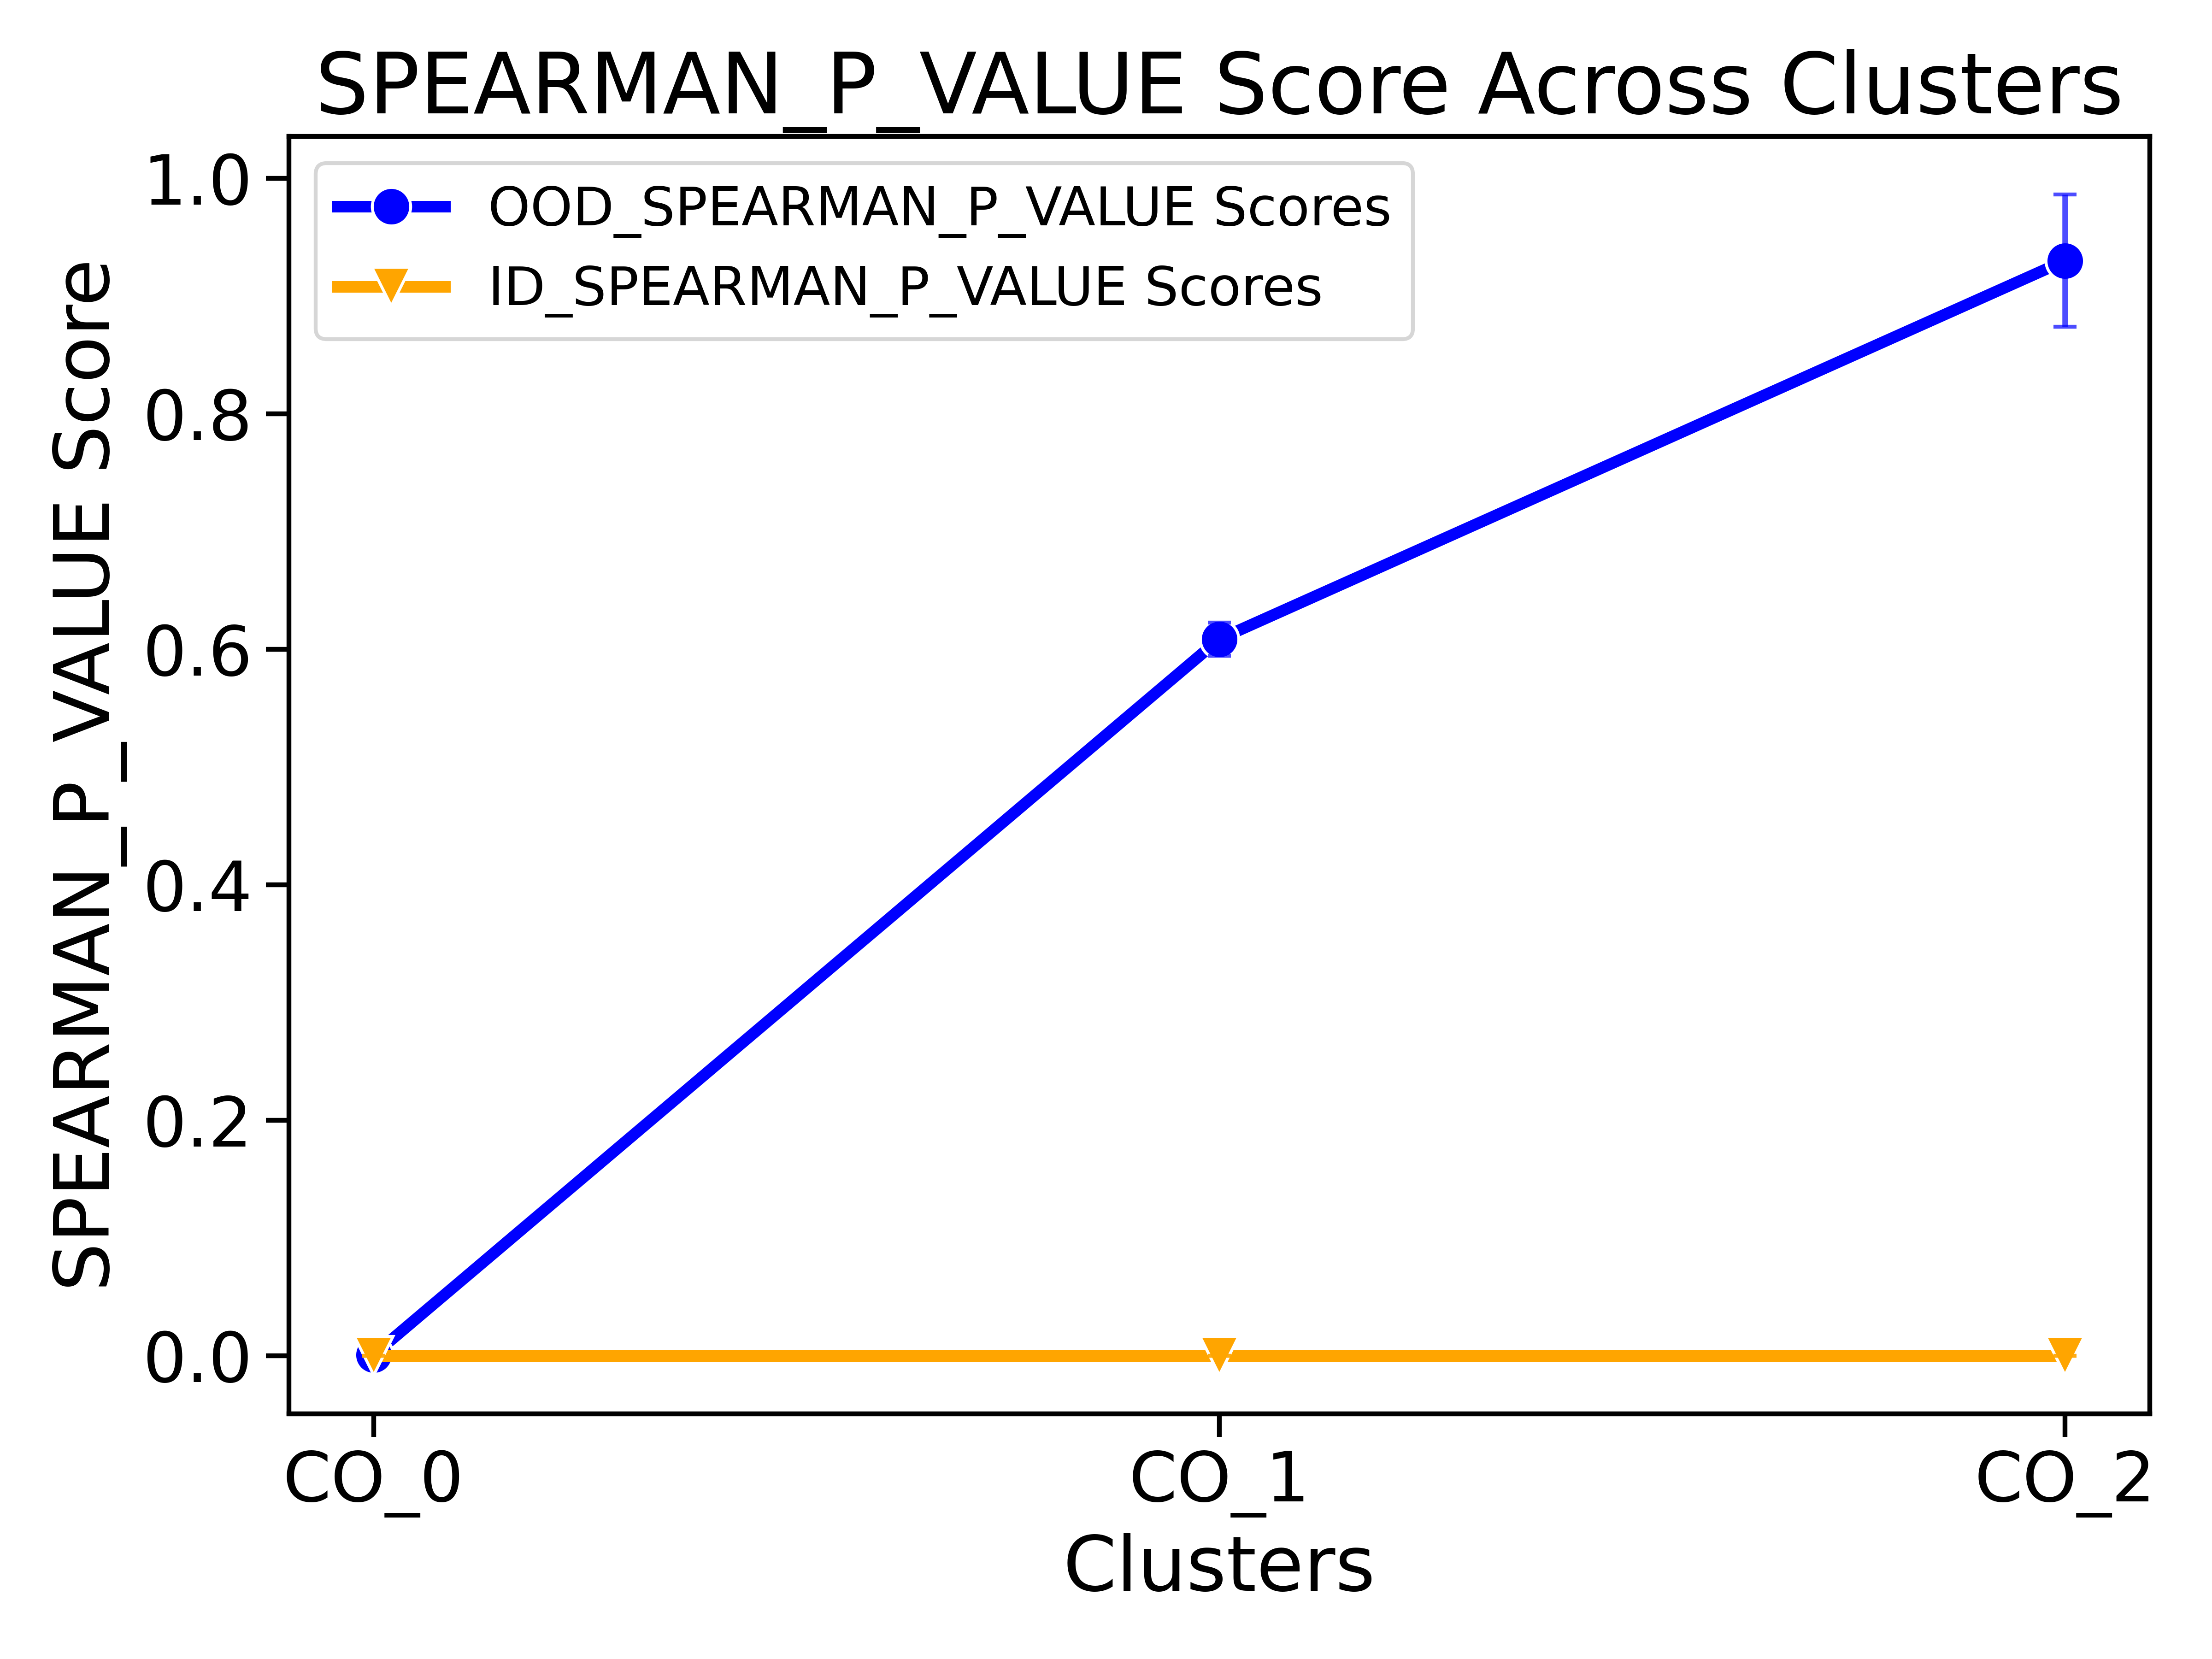 SPEARMAN_P_VALUE Score Across Clusters
OOD_SPEARMAN_P_VALUE Scores
ID_SPEARMAN_P_VALUE Scores
SPEARMAN_P_VALUE Score
1.0
0.8
0.6
0.4
0.2
0.0
CO_0 CO_1 CO_2
Clusters